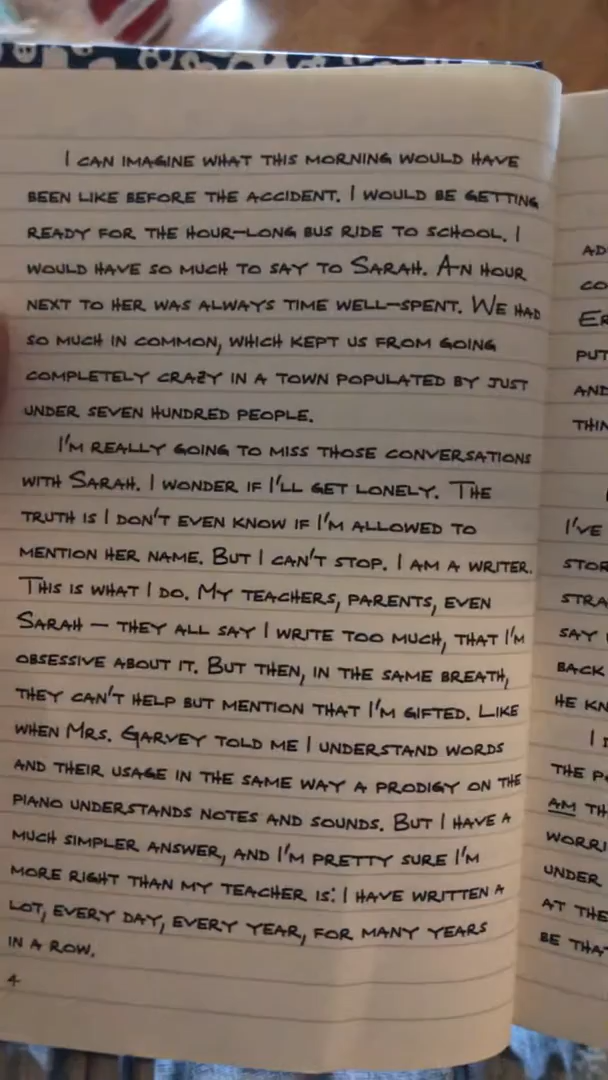 I CAN IMAGINE WHAT THIS MORNING WOULD HAVE
BEEN LIKE BEFORE THE ACCIDENT. I WOULD BE GETTING
READY FOR THE HOUR-LONG BUS RIDE TO SCHOOL. I
WOULD HAVE SO MUCH TO SAY TO SARAH. AN HOUR
NEXT TO HER WAS ALWAYS TIME WELL-SPENT. WE HAD
SO MUCH IN COMMON, WHICH KEPT US FROM GOING
COMPLETELY CRAZY IN A TOWN POPULATED BY JUST
UNDER SEVEN HUNDRED PEOPLE.
I'M REALLY GOING TO MISS THOSE CONVERSATIONS
WITH SARAH. I WONDER IF I'LL GET LONELY. THE
TRUTH IS I DON'T EVEN KNOW IF I'M ALLOWED TO
MENTION HER NAME. BUT I CAN'T STOP. I AM A WRITER.
THIS IS WHAT I DO. MY TEACHERS, PARENTS, EVEN
SARAH — THEY ALL SAY I WRITE TOO MUCH, THAT I'M
OBSESSIVE ABOUT IT. BUT THEN, IN THE SAME BREATH,
THEY CAN'T HELP BUT MENTION THAT I'M GIFTED. LIKE
WHEN MRS. GARVEY TOLD ME I UNDERSTAND WORDS
AND THEIR USAGE IN THE SAME WAY A PRODIGY ON THE
PIANO UNDERSTANDS NOTES AND SOUNDS. BUT I HAVE A
MUCH SIMPLER ANSWER, AND I'M PRETTY SURE I'M
MORE RIGHT THAN MY TEACHER IS: I HAVE WRITTEN A
LOT, EVERY DAY, EVERY YEAR, FOR MANY YEARS
IN A ROW.
4
PUT
AND
I'VE
SAY
BACK
I
AM
UNDER
AT THE